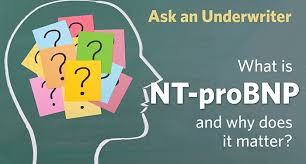 Ask an Underwriter
? ? ? ? ? ? ? ?
What is
NT-proBNP
and why does
it matter?